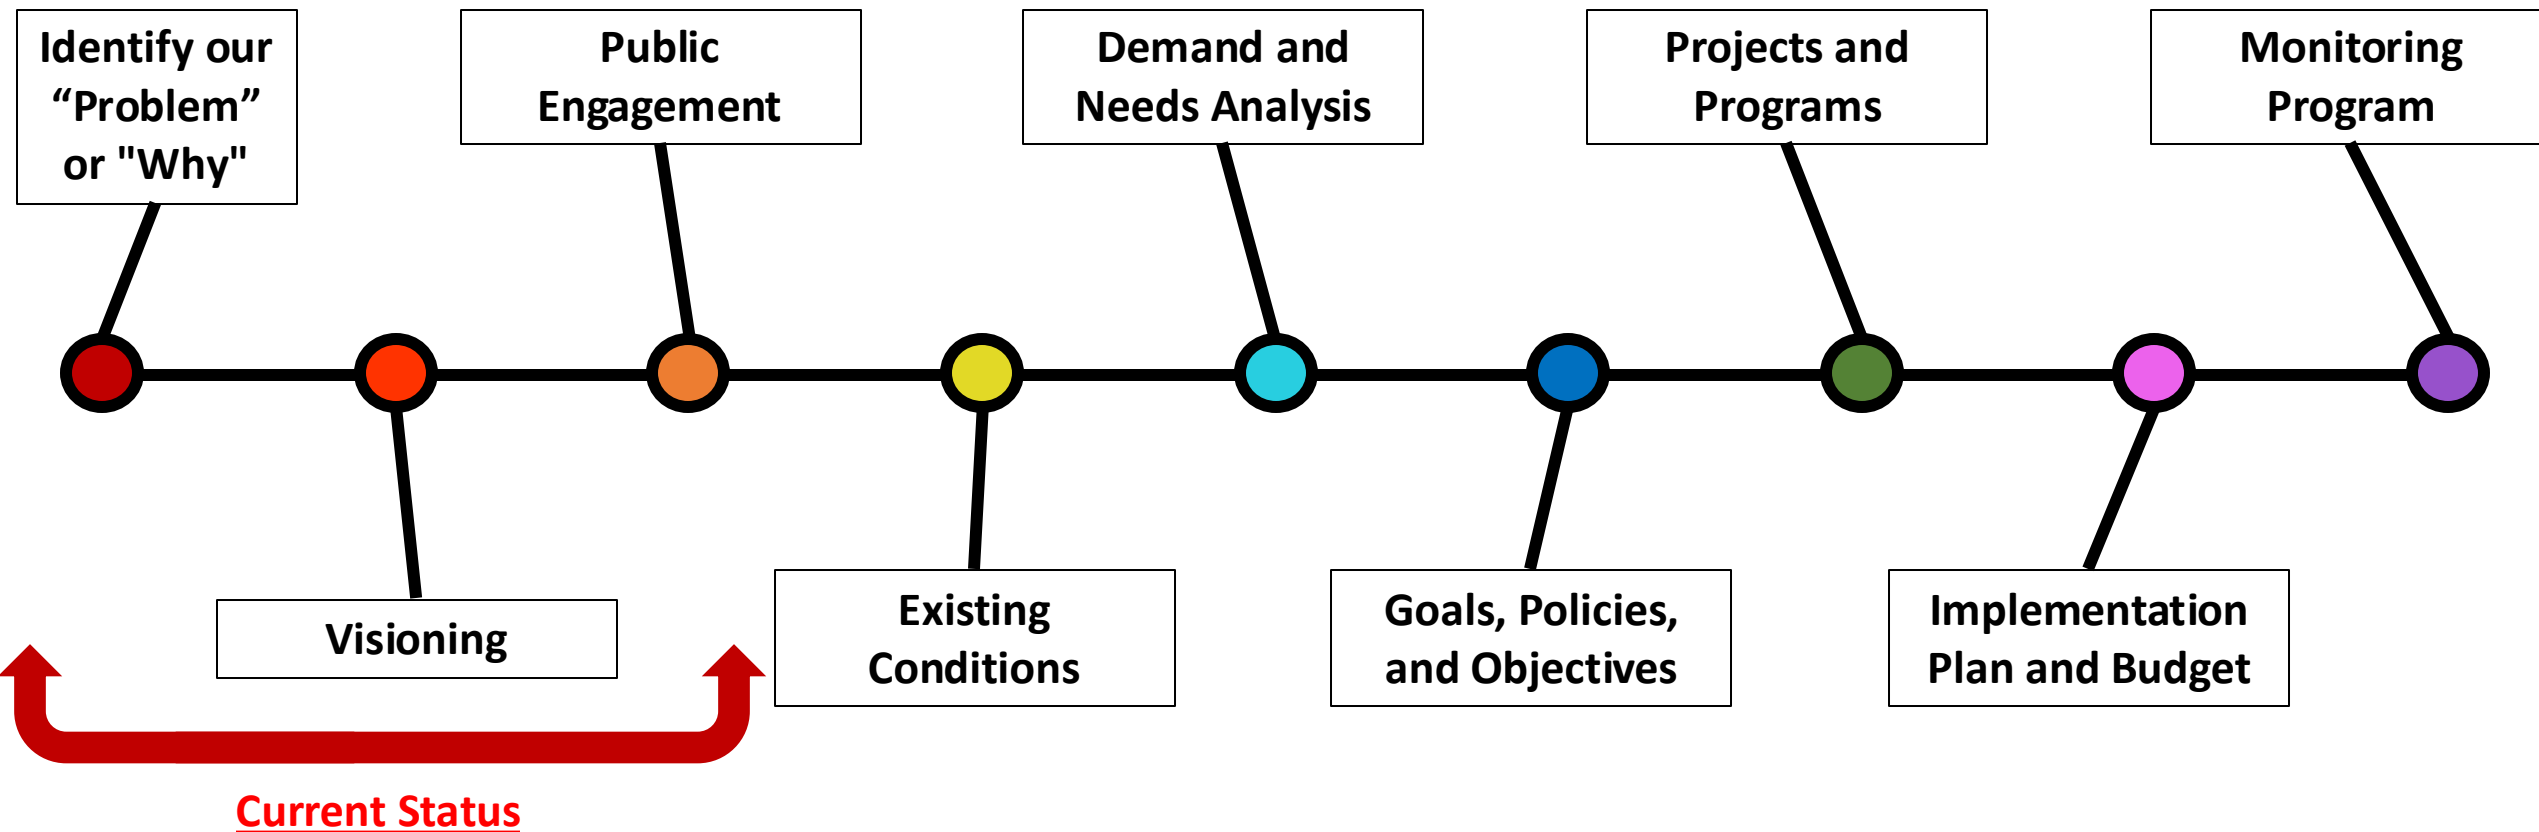 Identify our
“Problem”
or "Why"
Public
Engagement
Demand and
Needs Analysis
Projects and
Programs
Monitoring
Program
Visioning
Existing
Conditions
Goals, Policies,
and Objectives
Implementation
Plan and Budget
Current Status